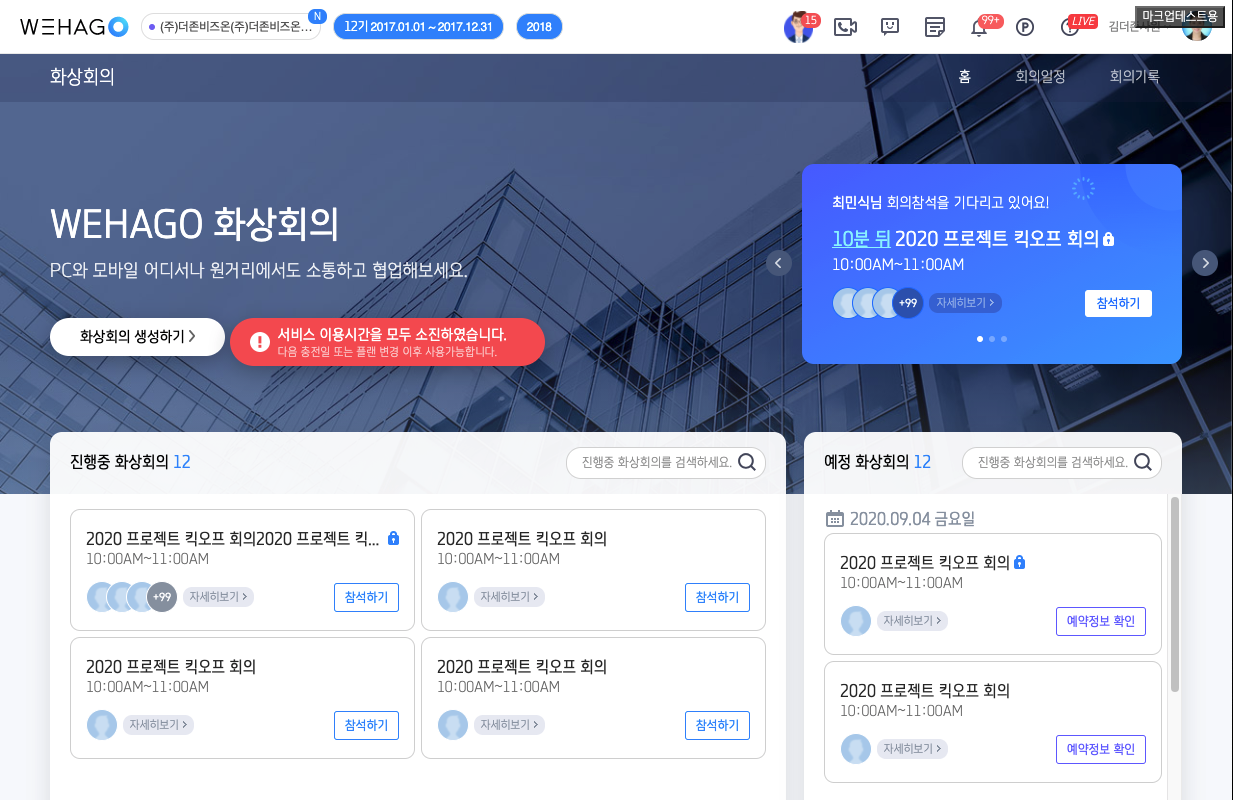 WEHAGO
(주)더존비즈온(주)더존비즈온...
N
12기 2017.01.01 ~ 2017.12.31
2018
15
99+
LIVE
마크업테스트용
화상회의
홈
회의일정
회의기록
WEHAGO 화상회의
PC와 모바일 어디서나 원거리에서도 소통하고 협업해보세요.
화상회의 생성하기
서비스 이용시간을 모두 소진하였습니다.
다음 충전일 또는 플랜 변경 이후 사용가능합니다.
최민식님 회의참석을 기다리고 있어요!
10분 뒤 2020 프로젝트 킥오프 회의
10:00AM~11:00AM
+99
자세히보기
참석하기
진행중 화상회의 12
진행중 화상회의를 검색하세요.
2020 프로젝트 킥오프 회의2020 프로젝트 킥...
10:00AM~11:00AM
+99
자세히보기
참석하기
2020 프로젝트 킥오프 회의
10:00AM~11:00AM
자세히보기
참석하기
2020 프로젝트 킥오프 회의
10:00AM~11:00AM
자세히보기
참석하기
2020 프로젝트 킥오프 회의
10:00AM~11:00AM
자세히보기
참석하기
예정 화상회의 12
진행중 화상회의를 검색하세요.
2020.09.04 금요일
2020 프로젝트 킥오프 회의
10:00AM~11:00AM
자세히보기
예약정보 확인
2020 프로젝트 킥오프 회의
10:00AM~11:00AM
자세히보기
예약정보 확인